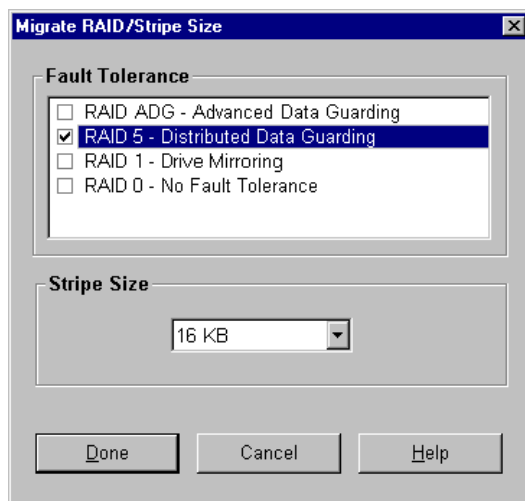 Migrate RAID/Stripe Size
Fault Tolerance
RAID ADG - Advanced Data Guarding
RAID 5 - Distributed Data Guarding
RAID 1 - Drive Mirroring
RAID 0 - No Fault Tolerance
Stripe Size
16 KB
Done Cancel Help